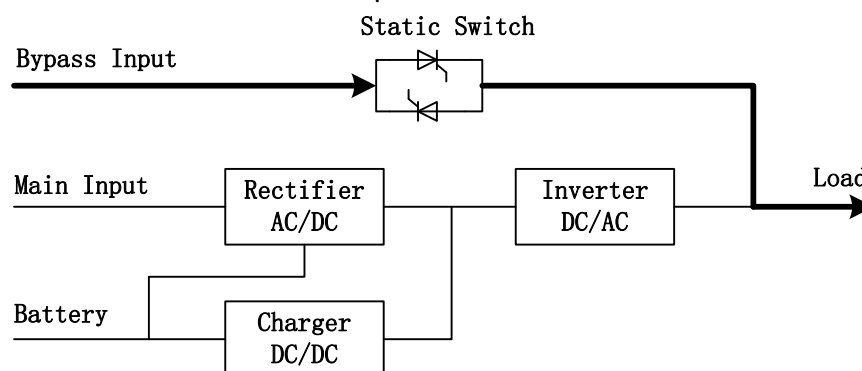 Static Switch
Bypass Input
Main Input
Rectifier
AC/DC
Inverter
DC/AC
Load
Battery
Charger
DC/DC